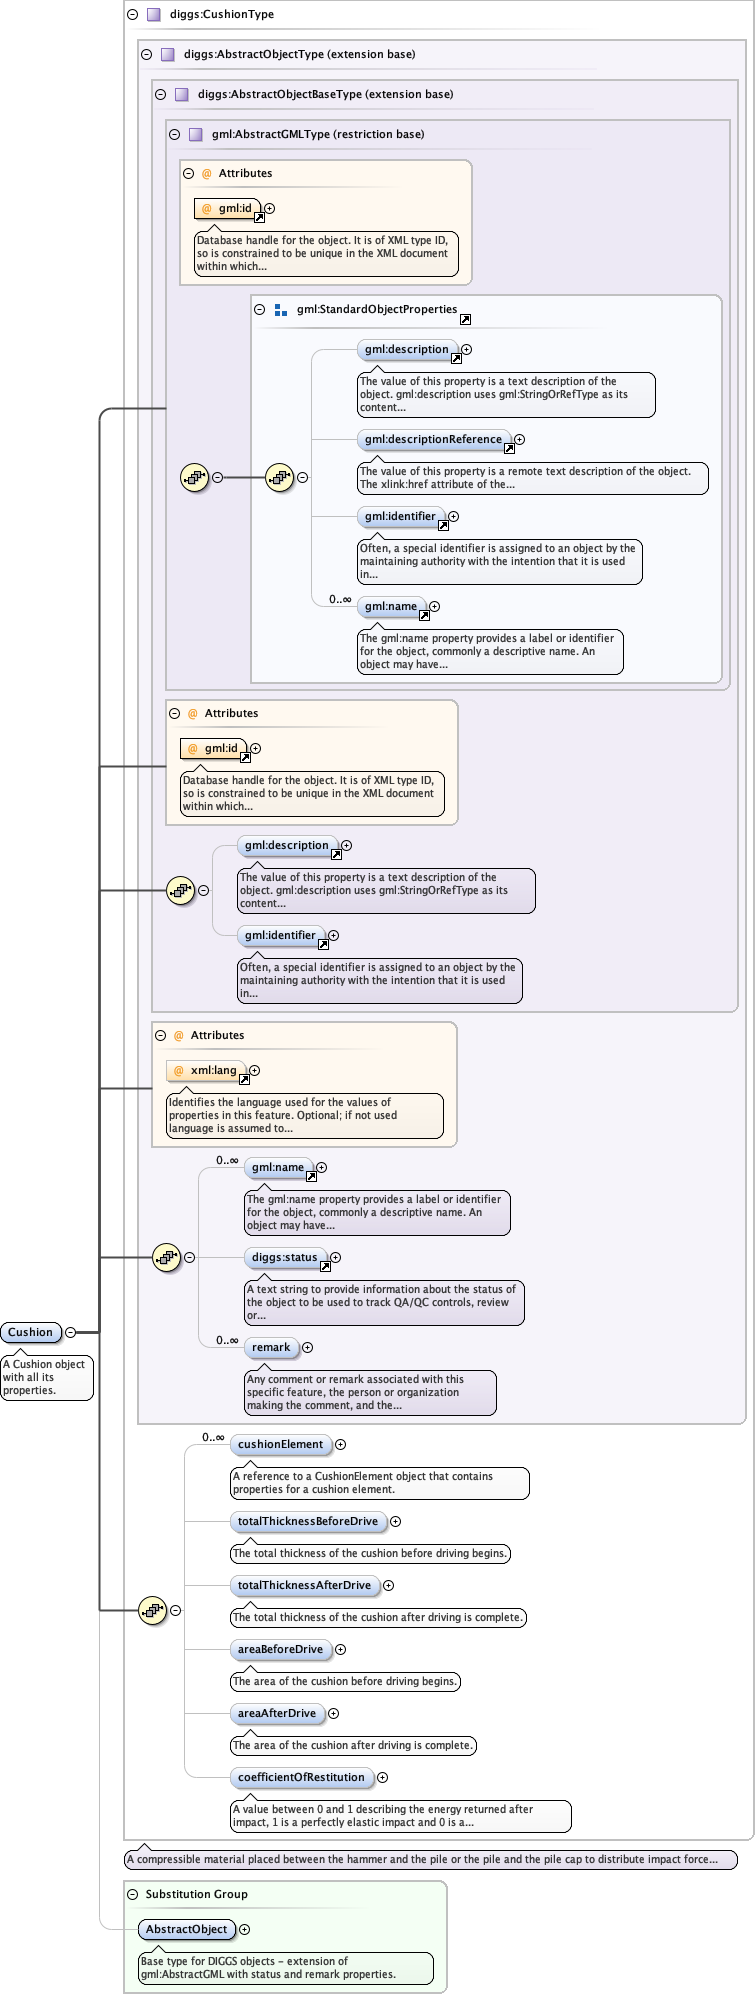 diggs:CushionType
diggs:AbstractObjectType (extension base)
diggs:AbstractObjectBaseType (extension base)
gml:AbstractGMLType (restriction base)
@ Attributes
@ gml:id
Database handle for the object. It is of XML type ID,
so is constrained to be unique in the XML document
within which...
gml:StandardObjectProperties
gml:description
The value of this property is a text description of the
object. gml:description uses gml:StringOrRefType as its
content...
gml:descriptionReference
The value of this property is a remote text description of the object.
The xlink:href attribute of the...
gml:identifier
Often, a special identifier is assigned to an object by the
maintaining authority with the intention that it is used
in...
0..∞
gml:name
The gml:name property provides a label or identifier
for the object, commonly a descriptive name. An
object may have...
@ Attributes
@ gml:id
Database handle for the object. It is of XML type ID,
so is constrained to be unique in the XML document
within which...
gml:description
The value of this property is a text description of the
object. gml:description uses gml:StringOrRefType as its
content...
gml:identifier
Often, a special identifier is assigned to an object by the
maintaining authority with the intention that it is used
in...
@ Attributes
@ xml:lang
Identifies the language used for the values of
properties in this feature. Optional; if not used
language is assumed to...
0..∞
gml:name
The gml:name property provides a label or identifier
for the object, commonly a descriptive name. An
object may have...
diggs:status
A text string to provide information about the status of
the object to be used to track QA/QC controls, review
or...
0..∞
remark
Any comment or remark associated with this
specific feature, the person or organization
making the comment, and the...
Cushion
A Cushion object
with all its
properties.
0..∞
cushionElement
A reference to a CushionElement object that contains
properties for a cushion element.
totalThicknessBeforeDrive
The total thickness of the cushion before driving begins.
totalThicknessAfterDrive
The total thickness of the cushion after driving is complete.
areaBeforeDrive
The area of the cushion before driving begins.
areaAfterDrive
The area of the cushion after driving is complete.
coefficientOfRestitution
A value between 0 and 1 describing the energy returned after
impact, 1 is a perfectly elastic impact and 0 is a...
A compressible material placed between the hammer and the pile or the pile and the pile cap to distribute impact force...
Substitution Group
AbstractObject
Base type for DIGGS objects – extension of
gml:AbstractGML with status and remark properties.